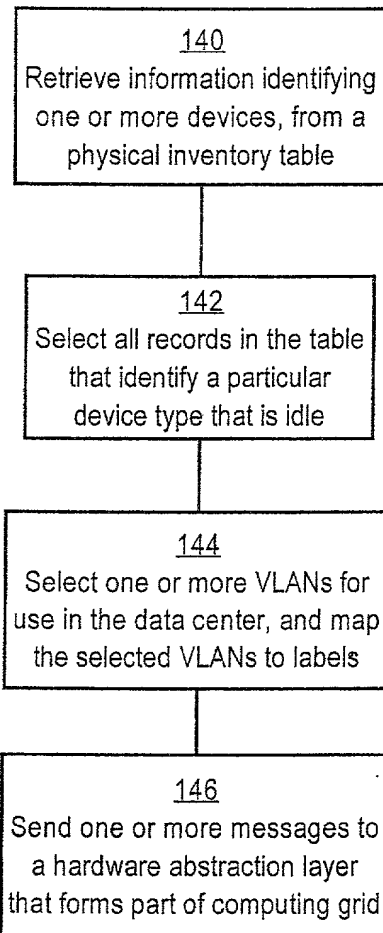 140
Retrieve information identifying
one or more devices, from a
physical inventory table
142
Select all records in the table
that identify a particular
device type that is idle
144
Select one or more VLANs for
use in the data center, and map
the selected VLANs to labels
146
Send one or more messages to
a hardware abstraction layer
that forms part of computing grid